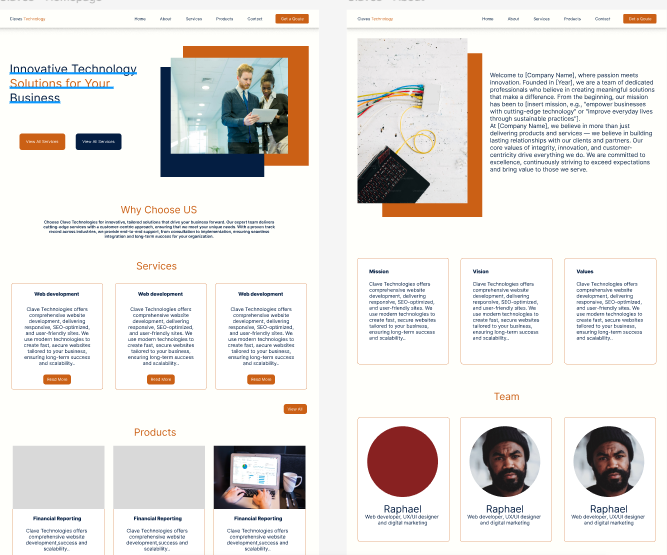 Claves - Homepage
Claves Technology
Home
About
Services
Products
Contact
Get a Quote
Innovative Technology
Solutions for Your
Business
View All Services
View All Services
Why Choose US
Choose Clave Technologies for innovative, tailored solutions that drive your business forward. Our expert team delivers
cutting-edge services with a customer-centric approach, ensuring that we meet your unique needs. With a proven track
record across industries, we provide end-to-end support, from consultation to implementation, ensuring seamless
integration and long-term success for your organization.
Services
Web development
Clave Technologies offers
comprehensive website
development, delivering
responsive, SEO-optimized,
and user-friendly sites. We
use modern technologies to
create fast, secure websites
tailored to your business,
ensuring long-term success
and scalability..
Read More
Web development
Clave Technologies offers
comprehensive website
development, delivering
responsive, SEO-optimized,
and user-friendly sites. We
use modern technologies to
create fast, secure websites
tailored to your business,
ensuring long-term success
and scalability..
Read More
Web development
Clave Technologies offers
comprehensive website
development, delivering
responsive, SEO-optimized,
and user-friendly sites. We
use modern technologies to
create fast, secure websites
tailored to your business,
ensuring long-term success
and scalability..
Read More
View All
Products
Financial Reporting
Clave Technologies offers
comprehensive website
development,success and
scalability..
Financial Reporting
Clave Technologies offers
comprehensive website
development,success and
scalability..
Financial Reporting
Clave Technologies offers
comprehensive website
development,success and
scalability..
Claves Technology
Home
About
Services
Products
Contact
Get a Quote
Welcome to [Company Name], where passion meets
innovation. Founded in [Year], we are a team of dedicated
professionals who believe in creating meaningful solutions
that make a difference. From the beginning, our mission
has been to [insert mission, e.g., "empower businesses
with cutting-edge technology" or "improve everyday lives
through sustainable practices"].
At [Company Name], we believe in more than just
delivering products and services — we believe in building
lasting relationships with our clients and partners. Our
core values of integrity, innovation, and customer-
centricity drive everything we do. We are committed to
excellence, continuously striving to exceed expectations
and bring value to those we serve.
Mission
Clave Technologies offers
comprehensive website
development, delivering
responsive, SEO-optimized,
and user-friendly sites. We
use modern technologies to
create fast, secure websites
tailored to your business,
ensuring long-term success
and scalability..
Vision
Clave Technologies offers
comprehensive website
development, delivering
responsive, SEO-optimized,
and user-friendly sites. We
use modern technologies to
create fast, secure websites
tailored to your business,
ensuring long-term success
and scalability..
Values
Clave Technologies offers
comprehensive website
development, delivering
responsive, SEO-optimized,
and user-friendly sites. We
use modern technologies to
create fast, secure websites
tailored to your business,
ensuring long-term success
and scalability..
Team
Raphael
Web developer, UX/UI designer
and digital marketing
Raphael
Web developer, UX/UI designer
and digital marketing
Raphael
Web developer, UX/UI designer
and digital marketing